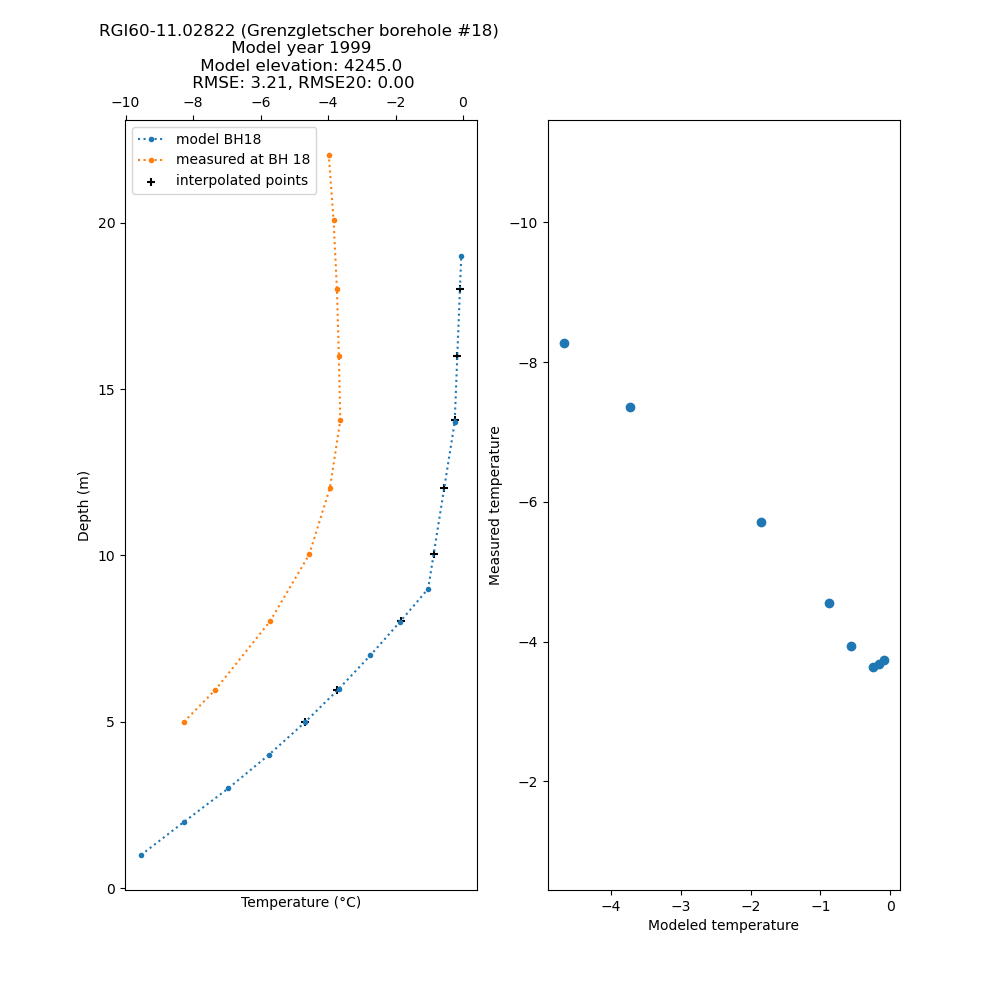 RGI60-11.02822 (Grenzgletscher borehole #18)
Model year 1999
Model elevation: 4245.0
RMSE: 3.21, RMSE20: 0.00
−10 −8 −6 −4 −2 0
model BH18
measured at BH 18
interpolated points
20
15
10
5
0
Depth (m)
Temperature (°C)
−10
−8
−6
−4
−2
Measured temperature
−4 −3 −2 −1 0
Modeled temperature